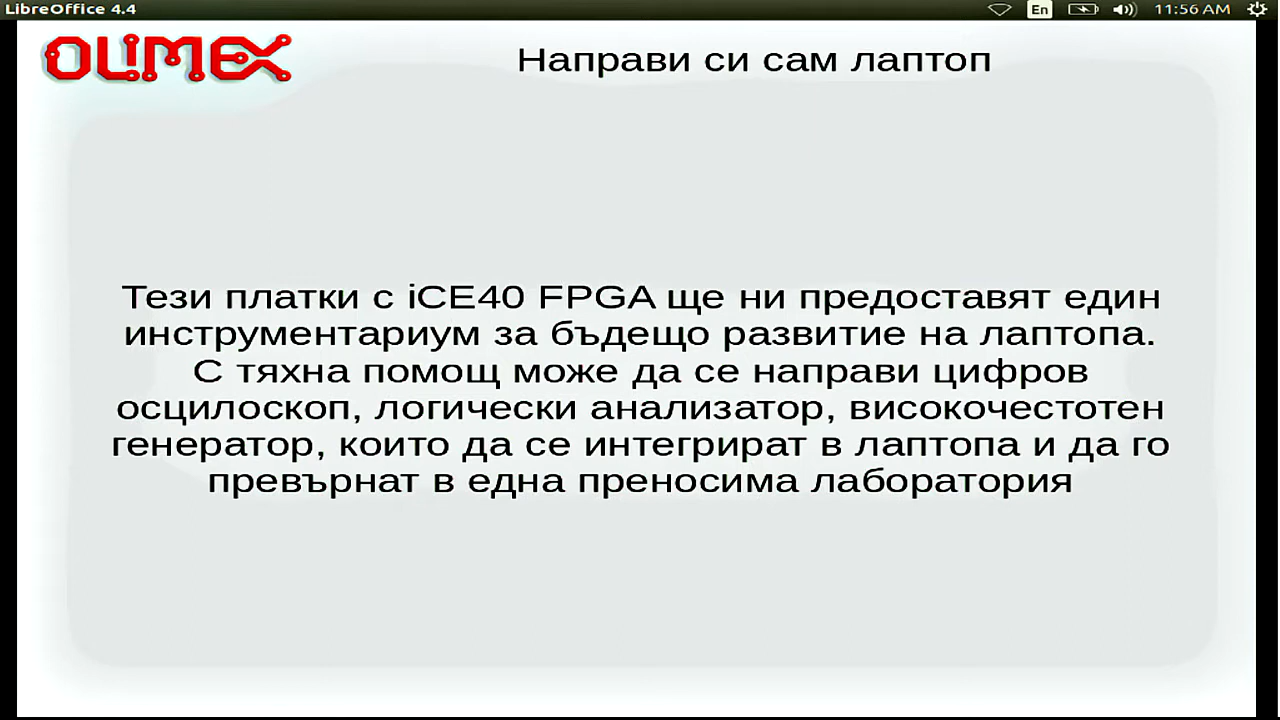 LibreOffice 4.4
En
11:56 AM
OLIMEX
Направи си сам лаптоп
Тези платки с iCE40 FPGA ще ни предоставят един
инструментариум за бъдещо развитие на лаптопа.
С тяхна помощ може да се направи цифров
осцилоскоп, логически анализатор, високочестотен
генератор, които да се интегрират в лаптопа и да го
превърнат в една преносима лаборатория